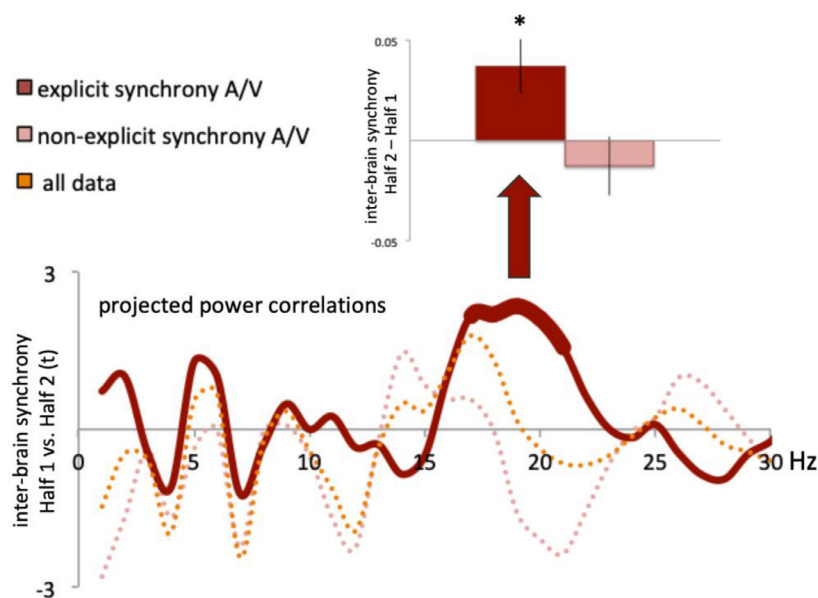 *
0.05
inter-brain synchrony
Half 2 – Half 1
-0.05
explicit synchrony A/V
non-explicit synchrony A/V
all data
3
projected power correlations
inter-brain synchrony
Half 1 vs. Half 2 (t)
0 5 10 15 20 25 30 Hz
-3